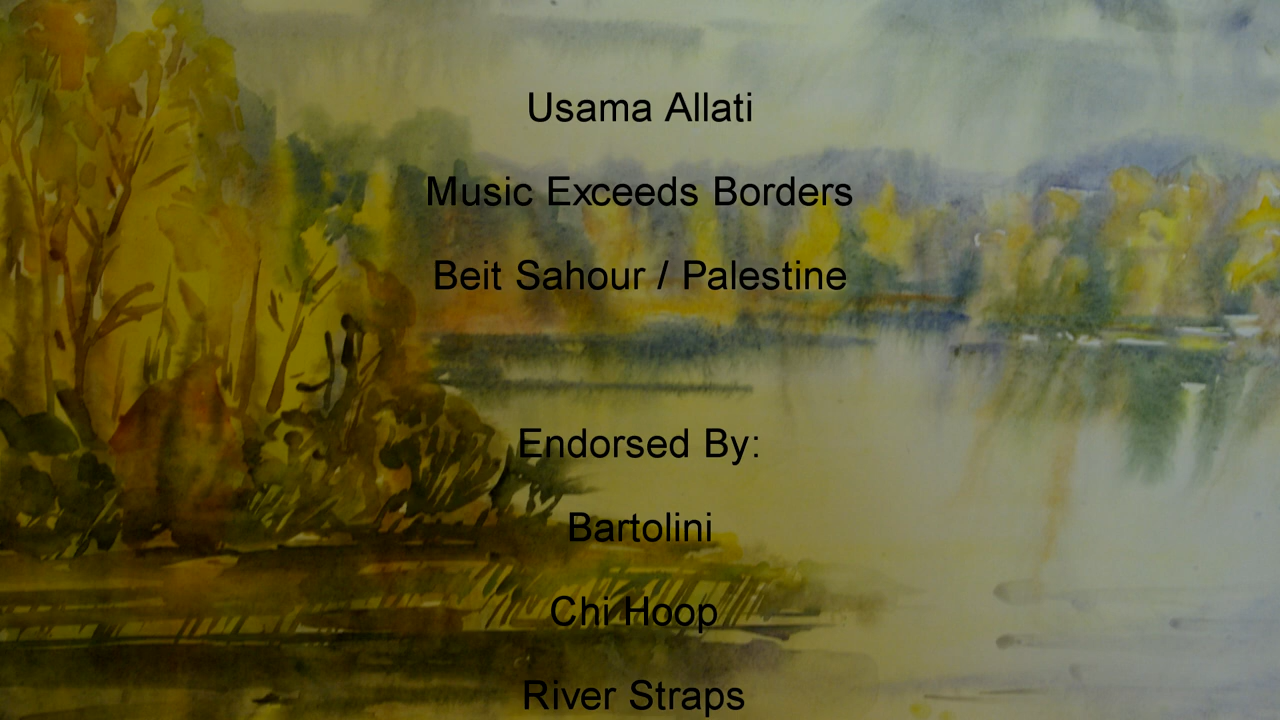 Usama Allati
Music Exceeds Borders
Beit Sahour / Palestine
Endorsed By:
Bartolini
Chi Hoop
River Straps